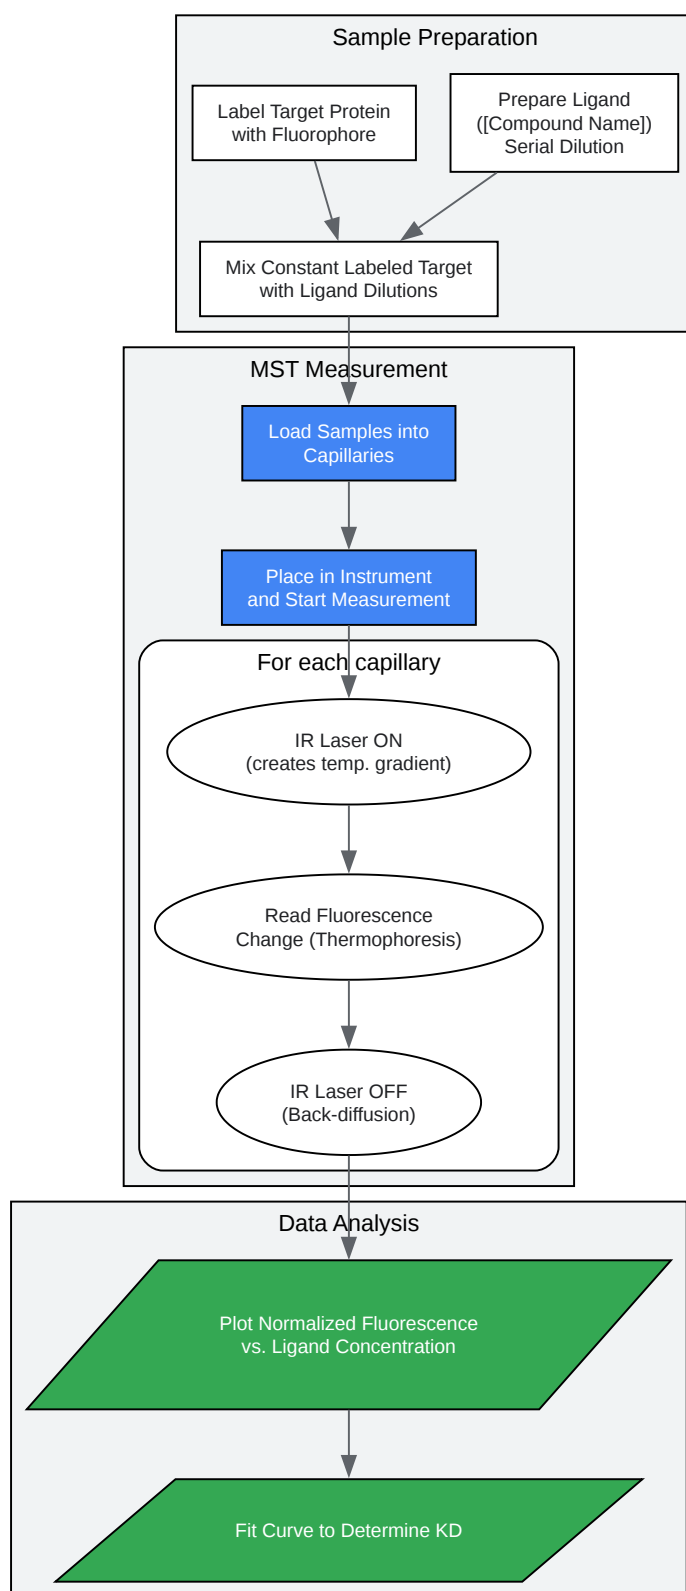 Sample Preparation
Label Target Protein
with Fluorophore
Prepare Ligand
([Compound Name])
Serial Dilution
Mix Constant Labeled Target
with Ligand Dilutions
MST Measurement
Load Samples into
Capillaries
Place in Instrument
and Start Measurement
For each capillary
IR Laser ON
(creates temp. gradient)
Read Fluorescence
Change (Thermophoresis)
IR Laser OFF
(Back-diffusion)
Data Analysis
Plot Normalized Fluorescence
vs. Ligand Concentration
Fit Curve to Determine KD